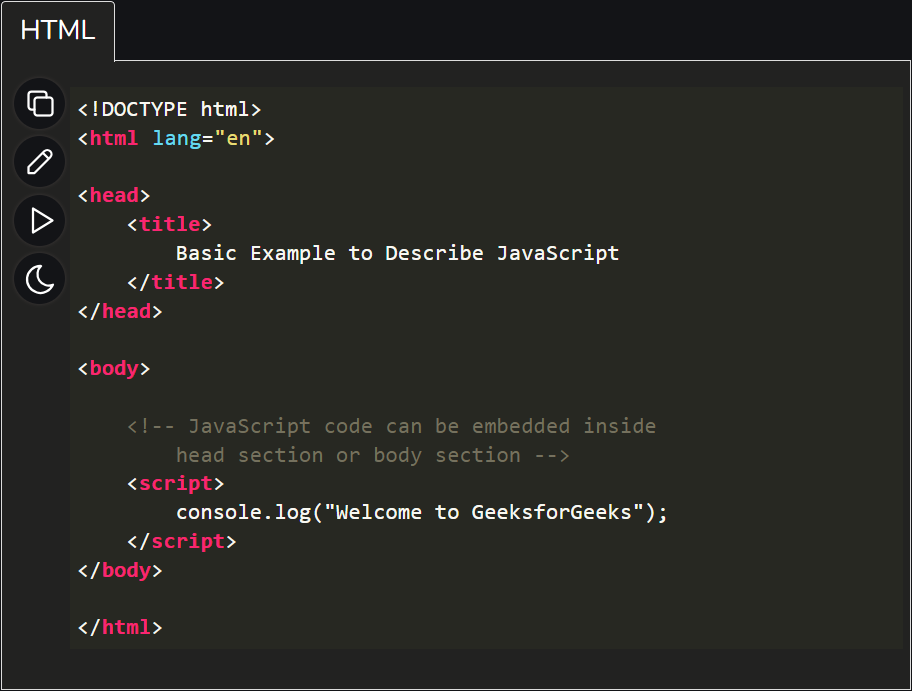 HTML
<!DOCTYPE html>
<html lang="en">
<head>
    <title>
        Basic Example to Describe JavaScript
    </title>
</head>
<body>
    <!-- JavaScript code can be embedded inside
        head section or body section -->
    <script>
        console.log("Welcome to GeeksforGeeks");
    </script>
</body>
</html>